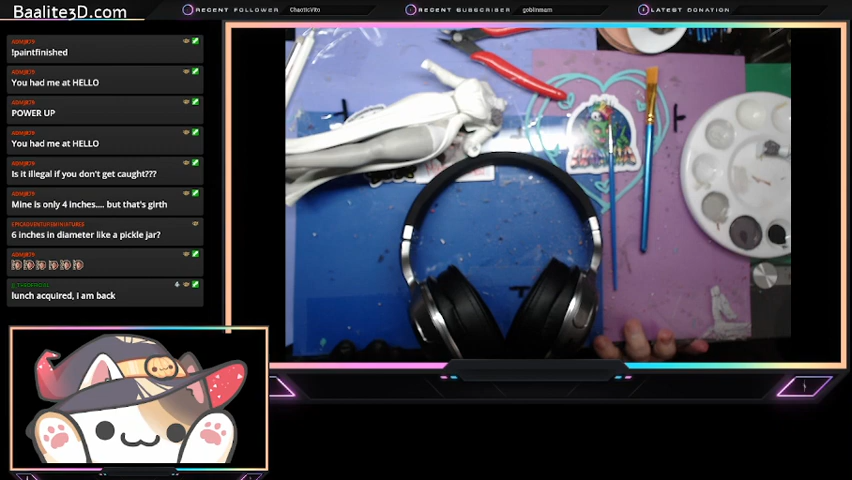 Baalite3D.com
RECENT FOLLOWER
ChaoticVito
RECENT SUBSCRIBER
goblinmam
LATEST DONATION
!paintfinished
You had me at HELLO
POWER UP
You had me at HELLO
Is it illegal if you don't get caught???
Mine is only 4 inches.... but that's girth
EPICADVENTUREMINIATURES
6 inches in diameter like a pickle jar?
lunch acquired, i am back